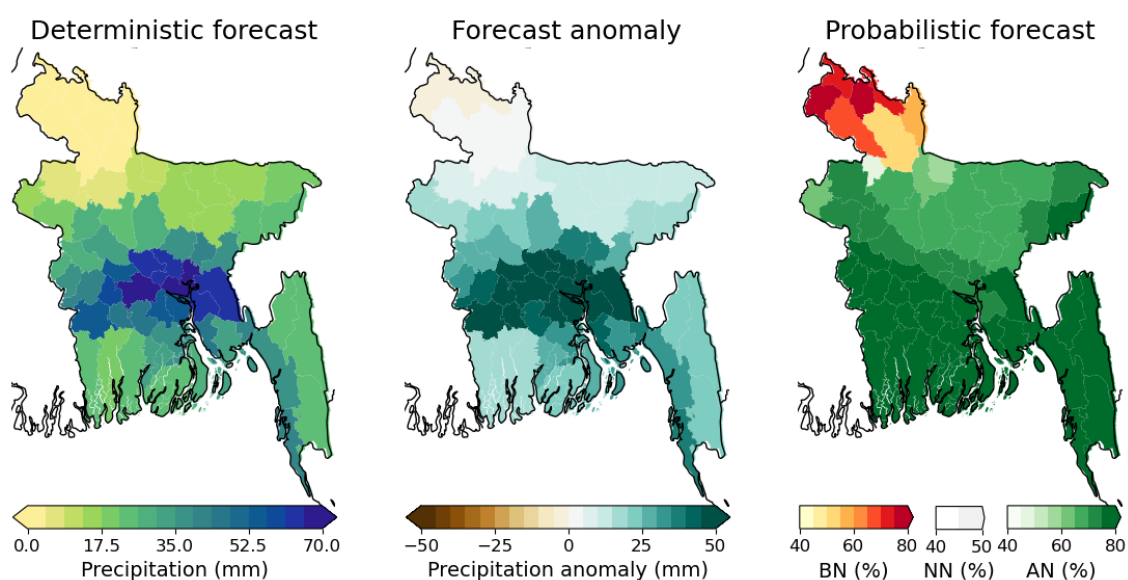 Deterministic forecast
Forecast anomaly
Probabilistic forecast
0.0 17.5 35.0 52.5 70.0
Precipitation (mm)
−50 −25 0 25 50
Precipitation anomaly (mm)
40 60 80
BN (%)
40 50
NN (%)
40 60 80
AN (%)